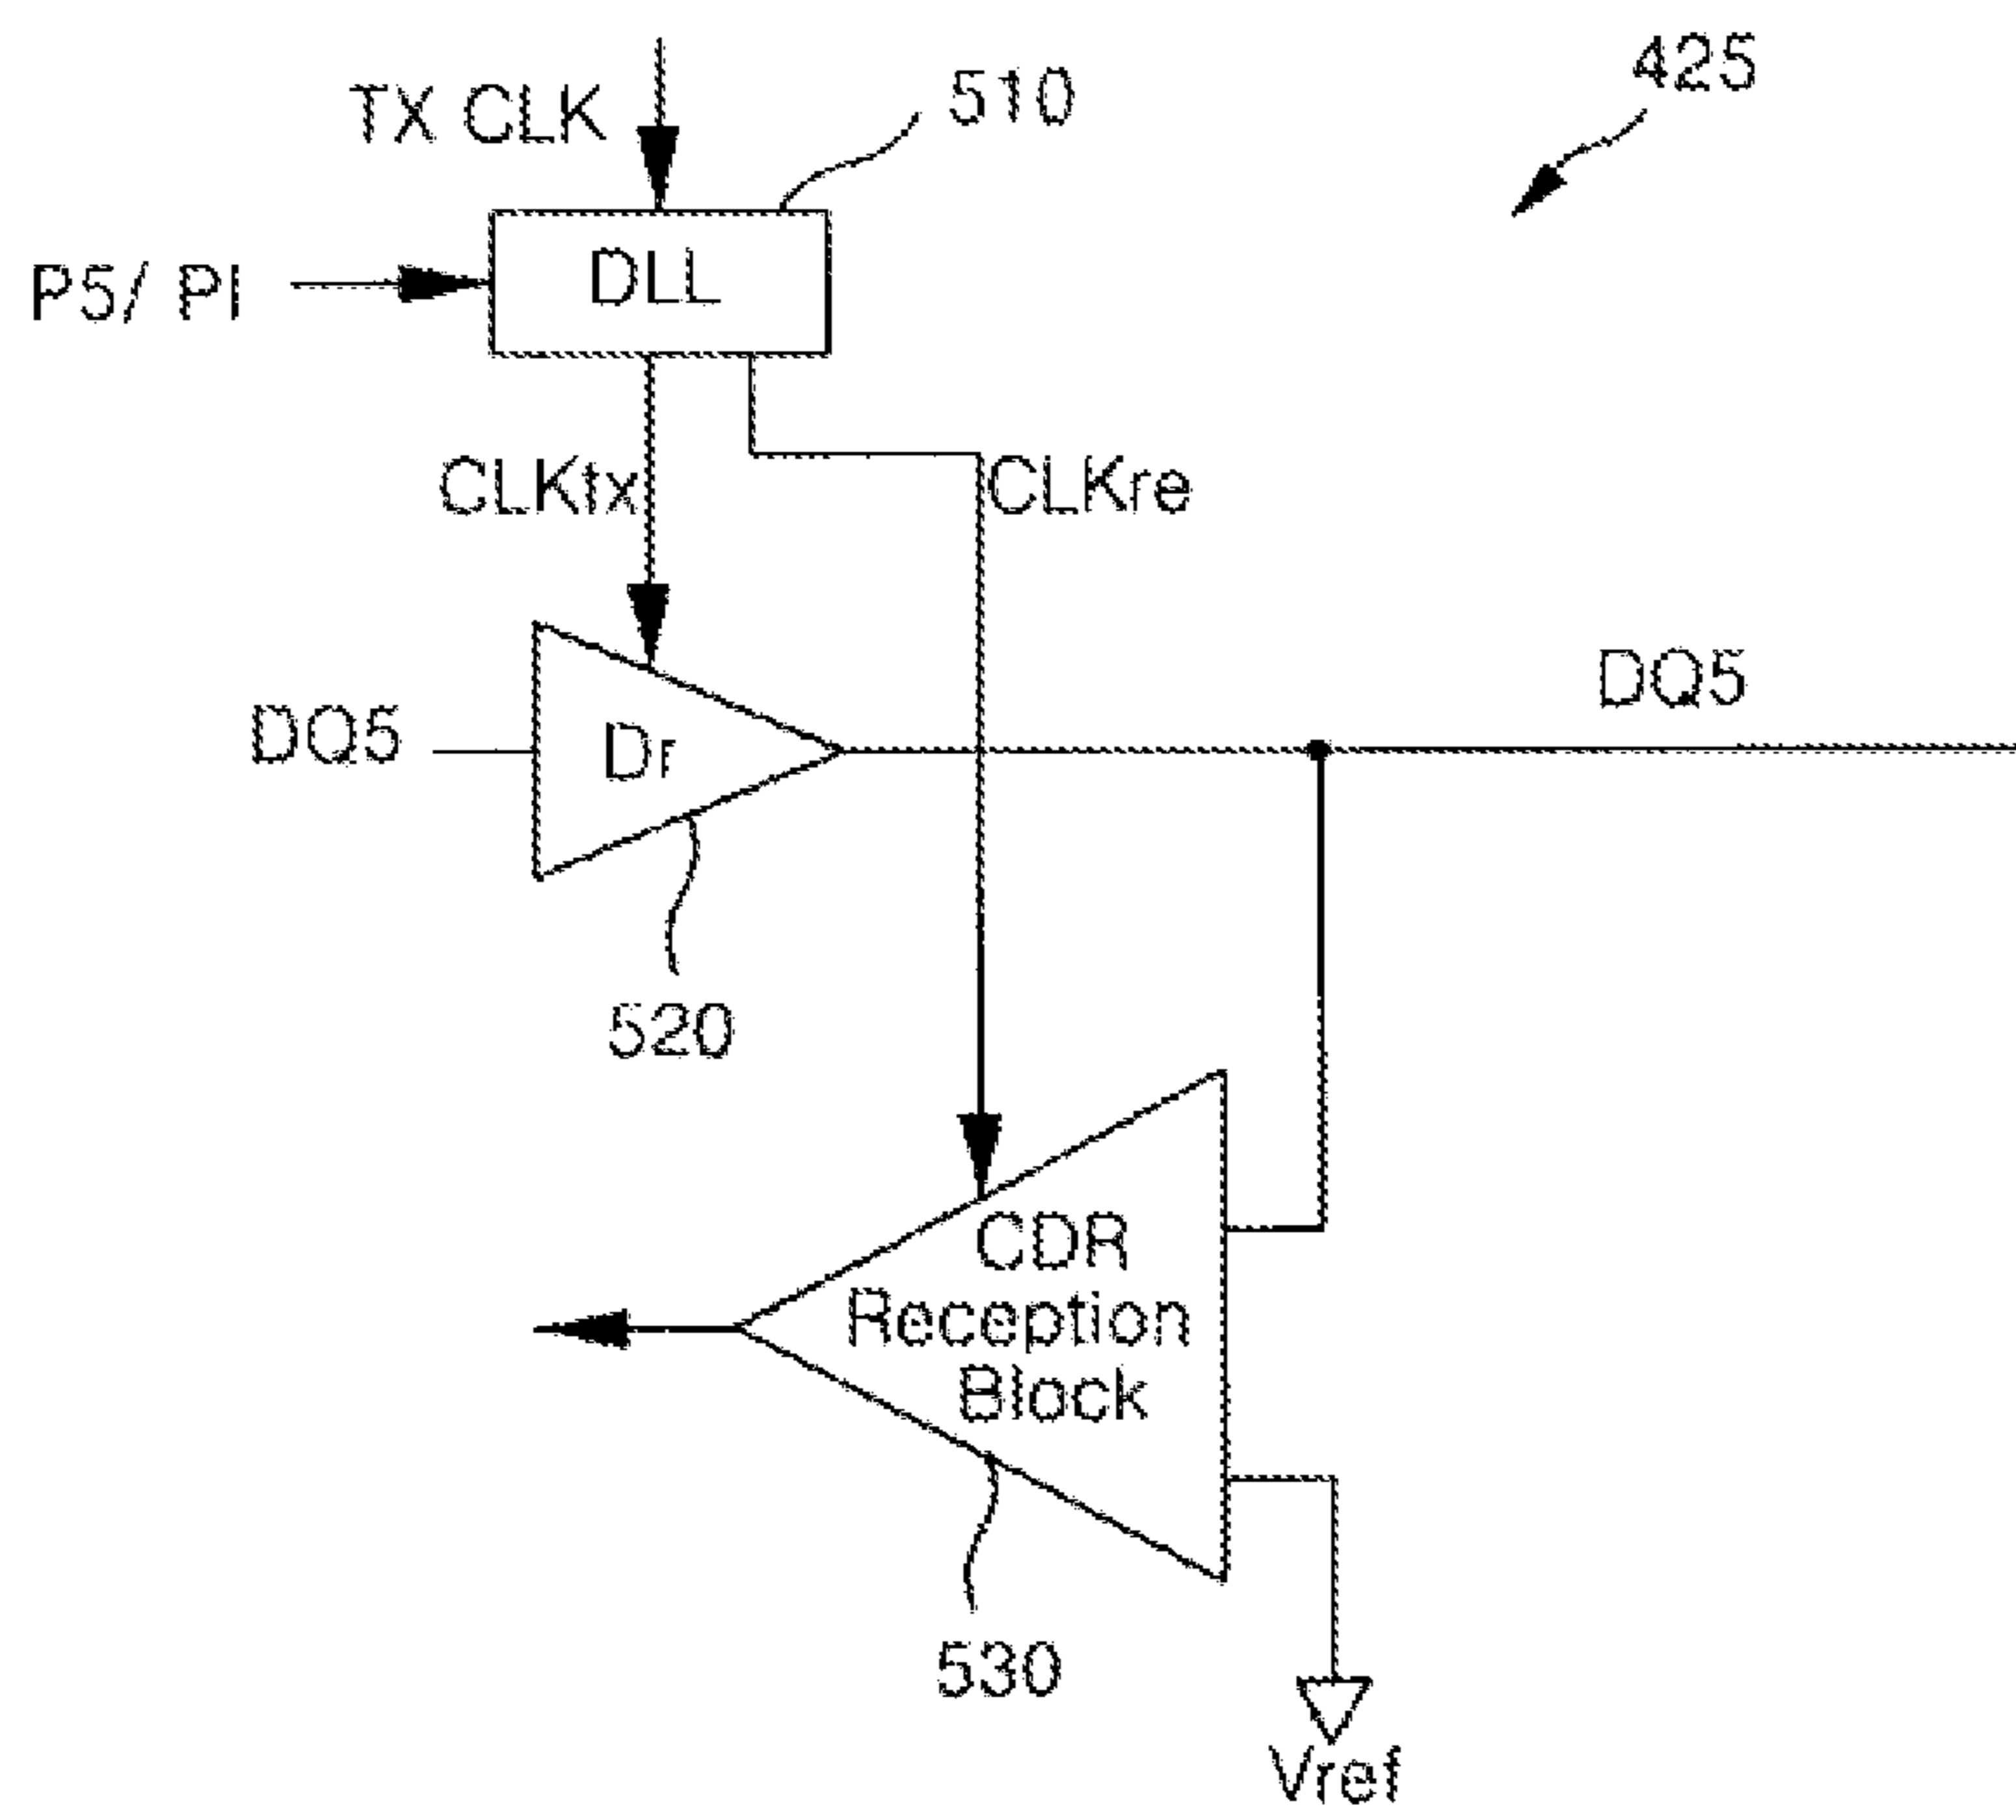 425
510
TX CLK
P5/ PI
DLL
CLKtx
CLKre
DQ5
DQ5
Dr
520
CDR
Reception
Block
530
Vref